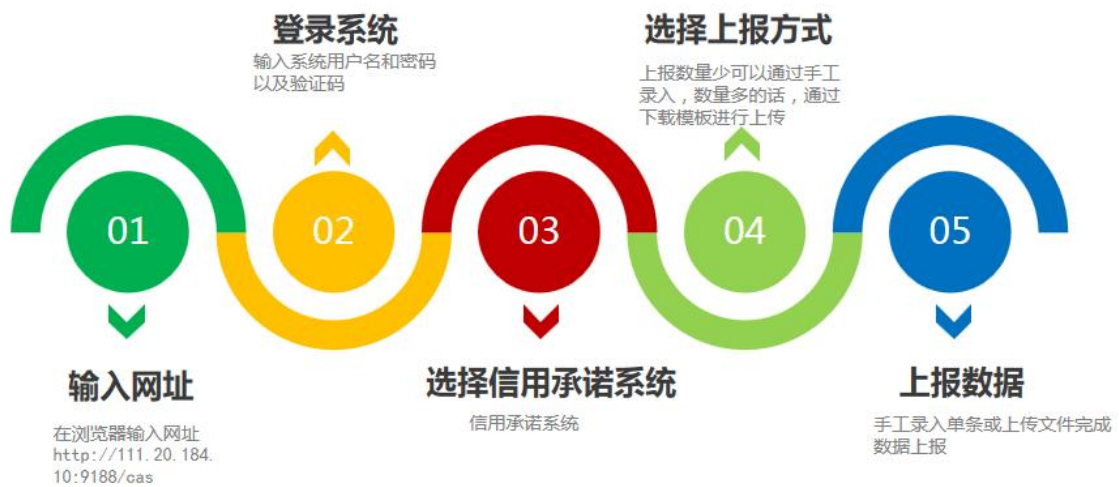 登录系统
输入系统用户名和密码
以及验证码
选择上报方式
上报数量少可以通过手工
录入，数量多的话，通过
下载模板进行上传
01
02
03
04
05
输入网址
在浏览器输入网址
http://111.20.184.
10:9188/cas
选择信用承诺系统
信用承诺系统
上报数据
手工录入单条或上传文件完成
数据上报